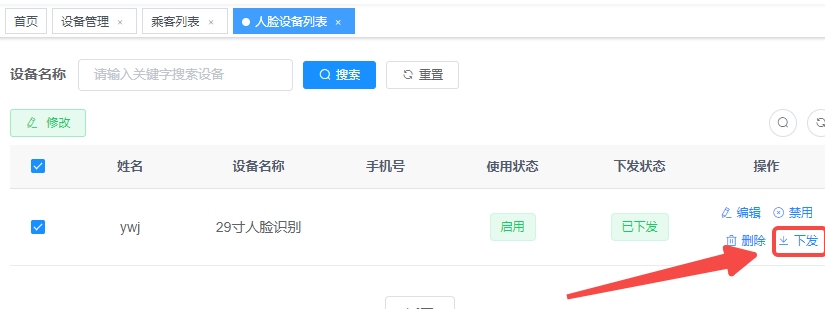 首页 设备管理 × 乘客列表 × 人脸设备列表 ×
设备名称 请输入关键字搜索设备 搜索 重置
修改
姓名 设备名称 手机号 使用状态 下发状态 操作
ywj 29寸人脸识别 启用 已下发 编辑 禁用
删除 下发